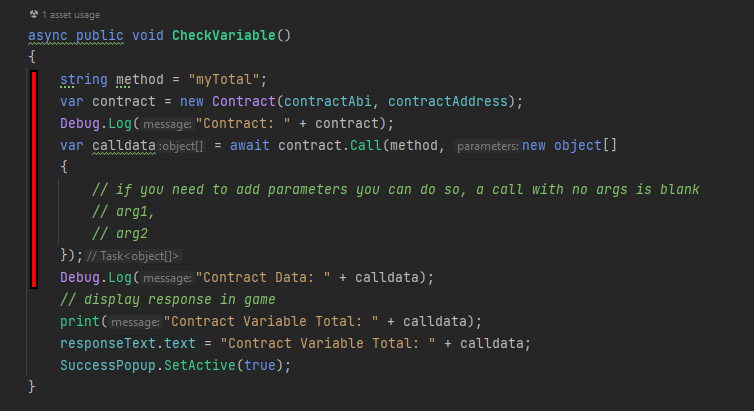 1 asset usage
async public void CheckVariable()
{
string method = "myTotal";
var contract = new Contract(contractAbi, contractAddress);
Debug.Log( message: "Contract: " + contract);
var calldata :object[] = await contract.Call(method, parameters: new object[]
{
// if you need to add parameters you can do so, a call with no args is blank
// arg1,
// arg2
}); // Task<object[]>
Debug.Log( message: "Contract Data: " + calldata);
// display response in game
print( message: "Contract Variable Total: " + calldata);
responseText.text = "Contract Variable Total: " + calldata;
SuccessPopup.SetActive(true);
}